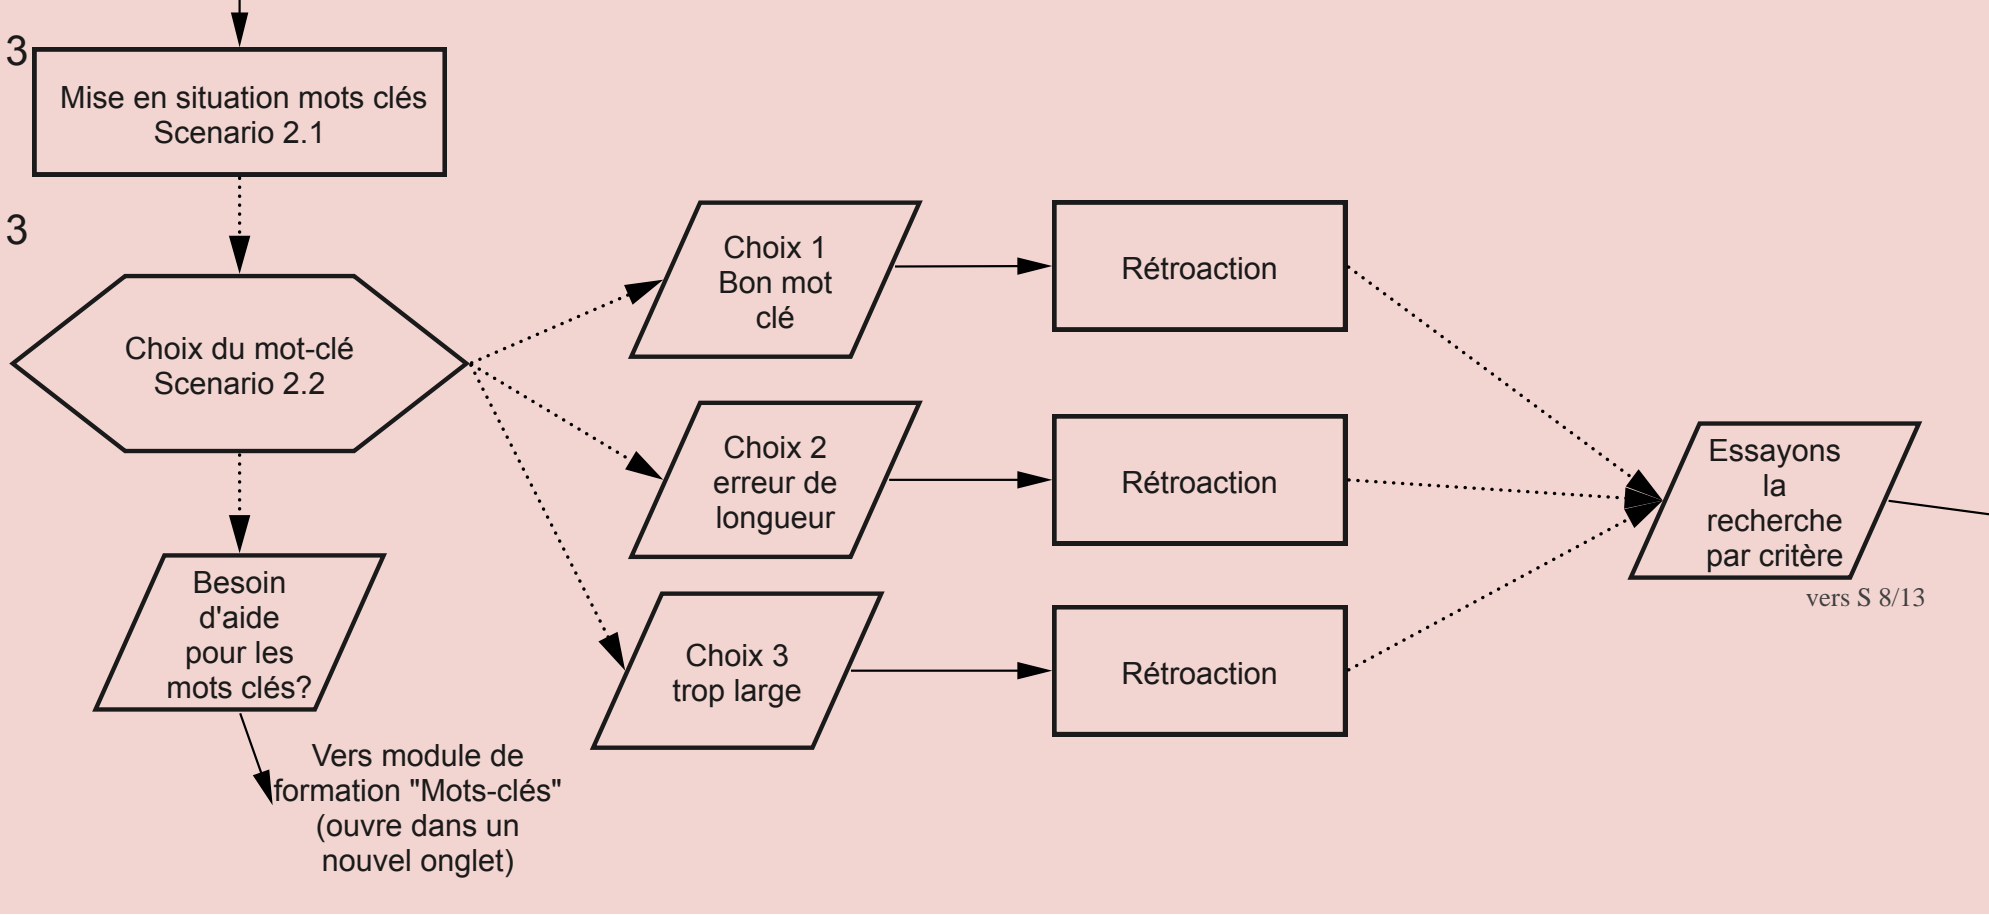 3
Mise en situation mots clés
Scenario 2.1
3
Choix du mot-clé
Scenario 2.2
Besoin
d'aide
pour les
mots clés?
Vers module de
formation "Mots-clés"
(ouvre dans un
nouvel onglet)
Choix 1
Bon mot
clé
Rétroaction
Choix 2
erreur de
longueur
Rétroaction
Choix 3
trop large
Rétroaction
Essayons
la
recherche
par critère
vers S 8/13